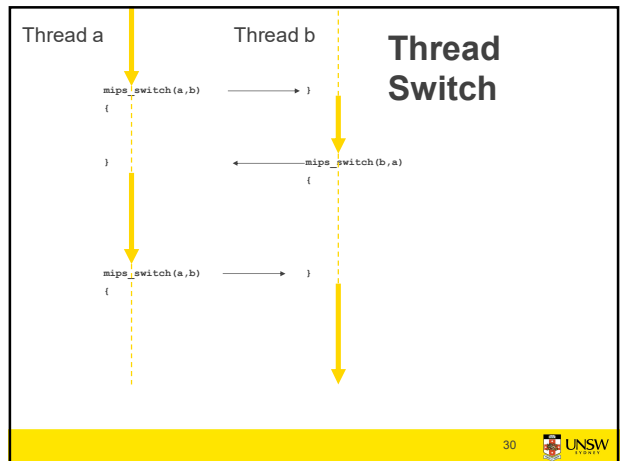 Thread a
Thread b
Thread
Switch
mips_switch(a,b)
}
{
}
mips_switch(b,a)
{
mips_switch(a,b)
}
{
30
UNSW
SYDNEY